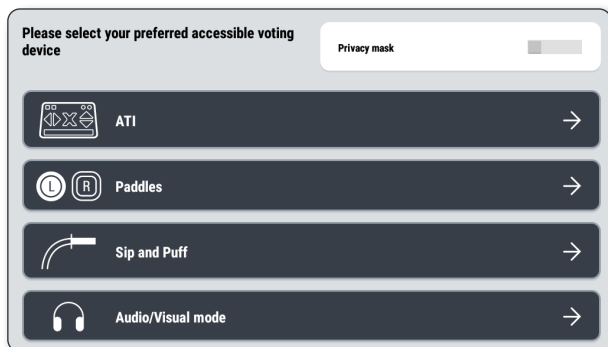 Please select your preferred accessible voting
device
Privacy mask
ATI
L R Paddles
Sip and Puff
Audio/Visual mode